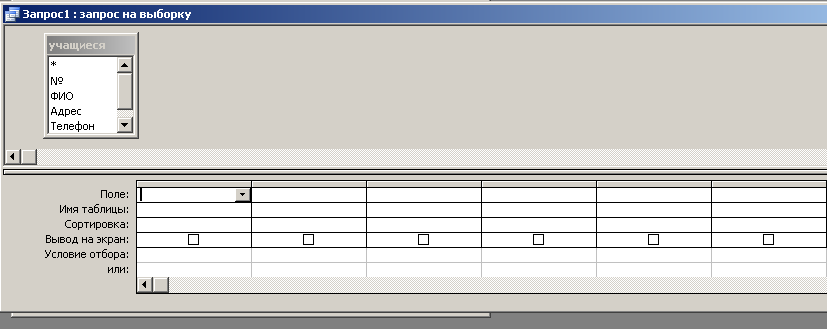 Запрос1 : запрос на выборку
учащиеся
*
№
ФИО
Адрес
Телефон
Поле:
Имя таблицы:
Сортировка:
Вывод на экран:
Условие отбора:
или: